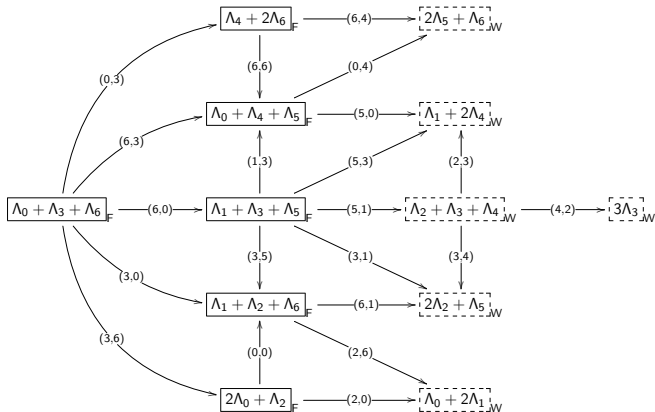 Λ₄ + 2Λ₆ F (6,4) 2Λ₅ + Λ₆ W
(0,3) (6,6) (0,4)
Λ₀ + Λ₄ + Λ₅ F (5,0) Λ₁ + 2Λ₄ W
(6,3) (1,3) (5,3) (2,3)
Λ₀ + Λ₃ + Λ₆ F (6,0) Λ₁ + Λ₃ + Λ₅ F (5,1) Λ₂ + Λ₃ + Λ₄ W (4,2) 3Λ₃ W
(3,0) (3,5) (3,1) (3,4)
Λ₁ + Λ₂ + Λ₆ F (6,1) 2Λ₂ + Λ₅ W
(3,6) (0,0) (2,6)
2Λ₀ + Λ₂ F (2,0) Λ₀ + 2Λ₁ W